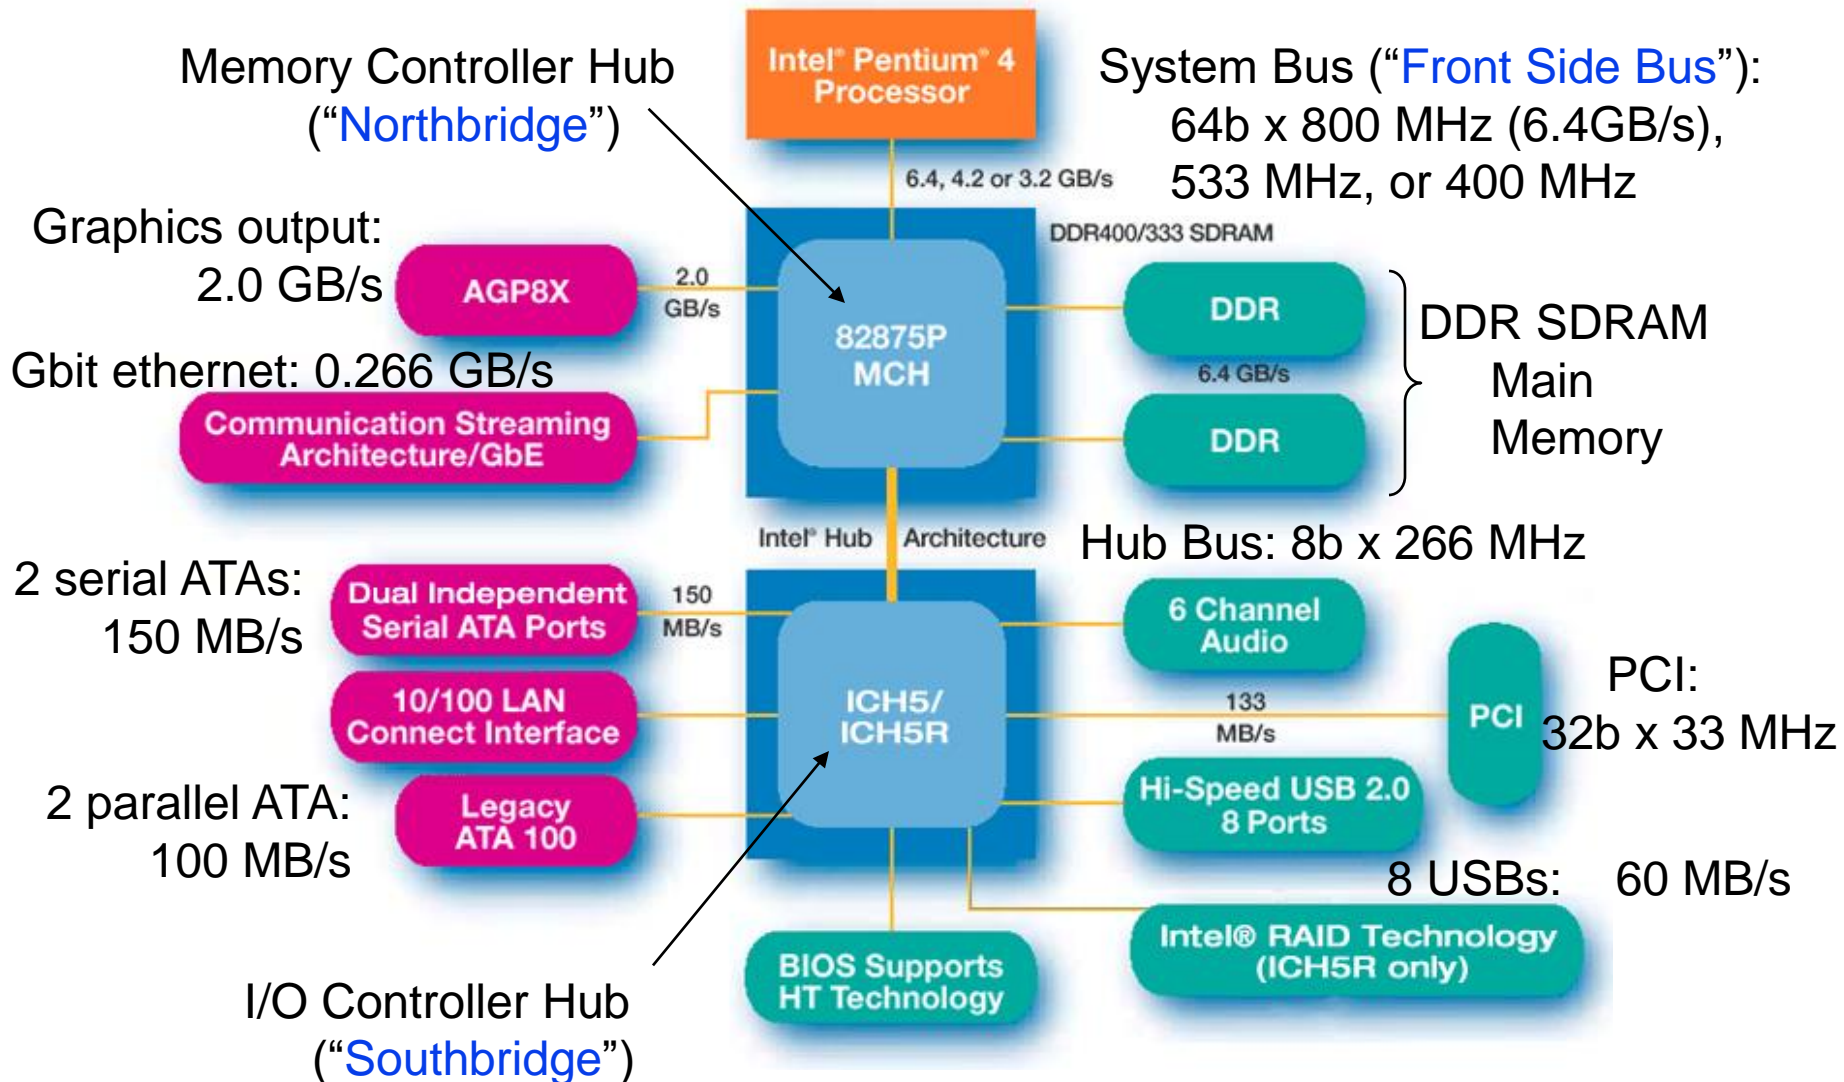 Memory Controller Hub
(“Northbridge”)
Intel® Pentium® 4
Processor
System Bus (“Front Side Bus”):
64b x 800 MHz (6.4GB/s),
533 MHz, or 400 MHz
6.4, 4.2 or 3.2 GB/s
Graphics output:
2.0 GB/s
AGP8X
2.0
GB/s
DDR400/333 SDRAM
82875P
MCH
DDR
6.4 GB/s
DDR
DDR SDRAM
Main
Memory
Gbit ethernet: 0.266 GB/s
Communication Streaming
Architecture/GbE
Intel® Hub Architecture
Hub Bus: 8b x 266 MHz
2 serial ATAs:
150 MB/s
Dual Independent
Serial ATA Ports
150
MB/s
6 Channel
Audio
10/100 LAN
Connect Interface
ICH5/
ICH5R
133
MB/s
PCI
PCI:
32b x 33 MHz
2 parallel ATA:
100 MB/s
Legacy
ATA 100
Hi-Speed USB 2.0
8 Ports
8 USBs: 60 MB/s
BIOS Supports
HT Technology
Intel® RAID Technology
(ICH5R only)
I/O Controller Hub
(“Southbridge”)